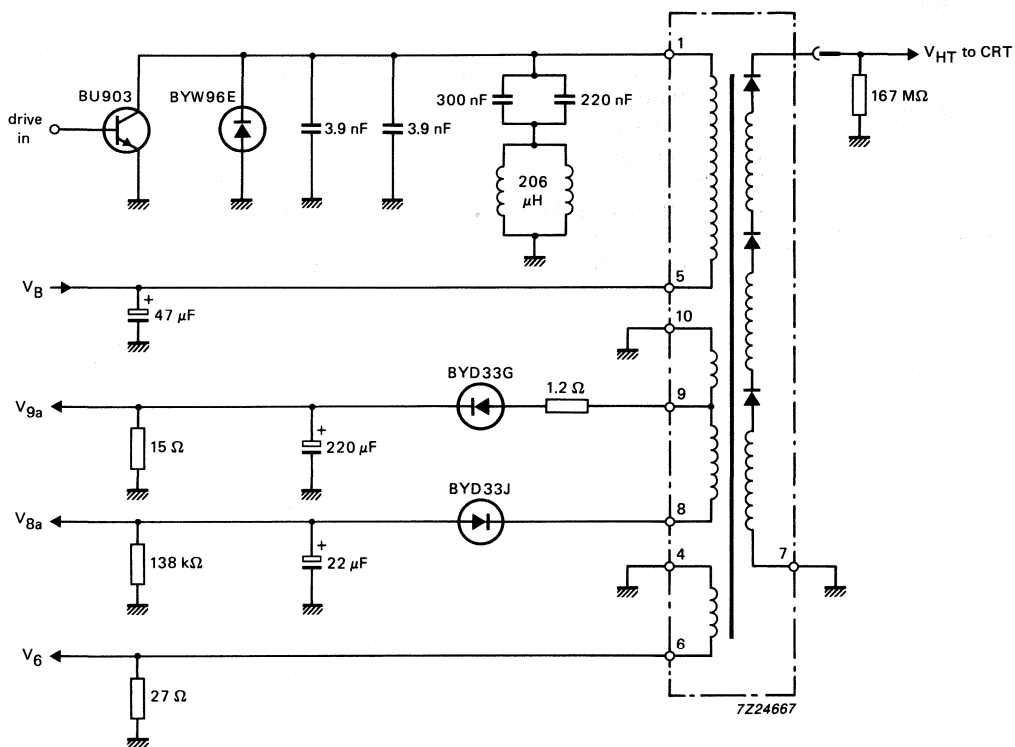 1
V_HT to CRT
BU903
BYW96E
300 nF
220 nF
167 MΩ
drive
in
3.9 nF
3.9 nF
206
μH
V_B
5
+
47 μF
10
BYD33G
1.2 Ω
9
V_9a
15 Ω
+
220 μF
BYD33J
8
V_8a
138 kΩ
+
22 μF
4
7
V_6
6
27 Ω
7Z24667